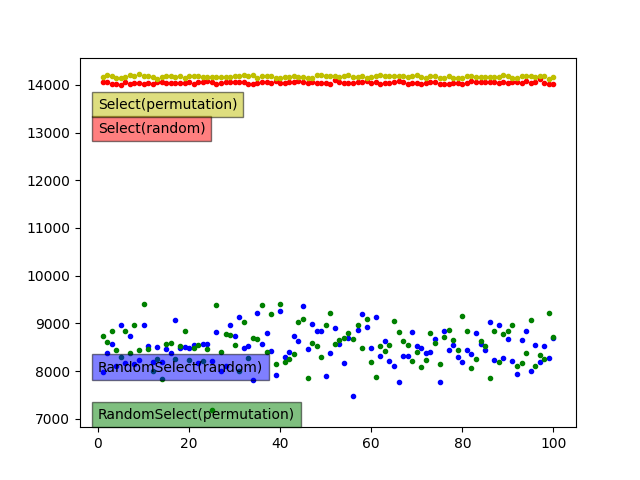 14000
Select(permutation)
13000
Select(random)
12000
11000
10000
9000
8000
RandomSelect(random)
7000
RandomSelect(permutation)
0 20 40 60 80 100